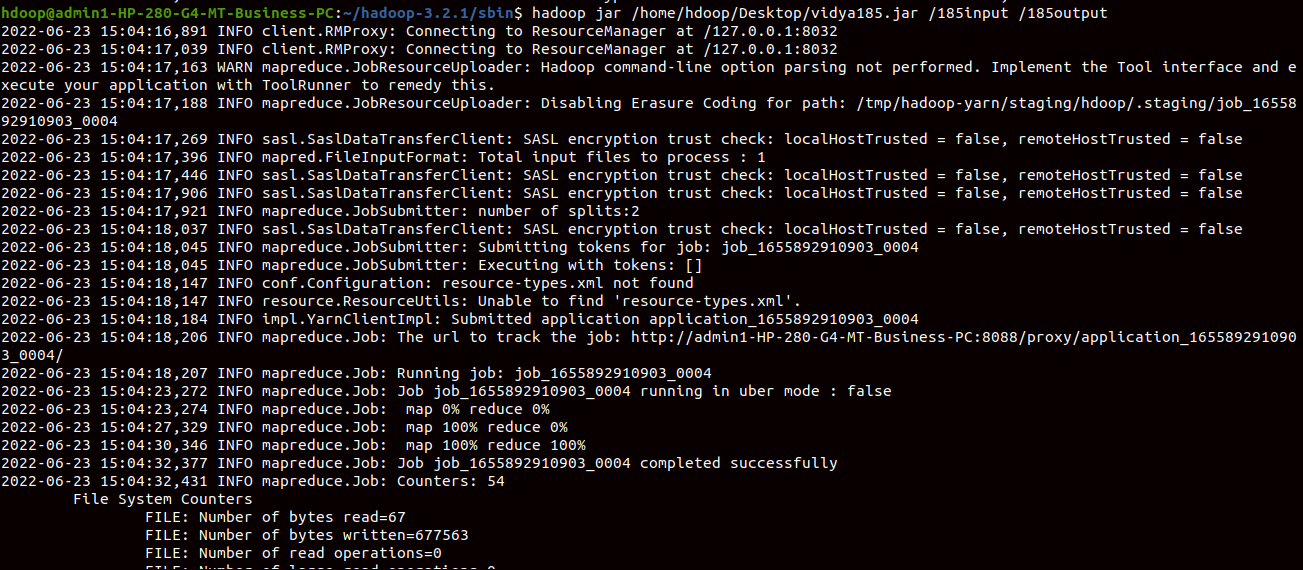 hdoop@admin1-HP-280-G4-MT-Business-PC:~/hadoop-3.2.1/sbin$ hadoop jar /home/hdoop/Desktop/vidya185.jar /185input /185output
2022-06-23 15:04:16,891 INFO client.RMProxy: Connecting to ResourceManager at /127.0.0.1:8032
2022-06-23 15:04:17,039 INFO client.RMProxy: Connecting to ResourceManager at /127.0.0.1:8032
2022-06-23 15:04:17,163 WARN mapreduce.JobResourceUploader: Hadoop command-line option parsing not performed. Implement the Tool interface and e
xecute your application with ToolRunner to remedy this.
2022-06-23 15:04:17,188 INFO mapreduce.JobResourceUploader: Disabling Erasure Coding for path: /tmp/hadoop-yarn/staging/hdoop/.staging/job_16558
92910903_0004
2022-06-23 15:04:17,269 INFO sasl.SaslDataTransferClient: SASL encryption trust check: localHostTrusted = false, remoteHostTrusted = false
2022-06-23 15:04:17,396 INFO mapred.FileInputFormat: Total input files to process : 1
2022-06-23 15:04:17,446 INFO sasl.SaslDataTransferClient: SASL encryption trust check: localHostTrusted = false, remoteHostTrusted = false
2022-06-23 15:04:17,906 INFO sasl.SaslDataTransferClient: SASL encryption trust check: localHostTrusted = false, remoteHostTrusted = false
2022-06-23 15:04:17,921 INFO mapreduce.JobSubmitter: number of splits:2
2022-06-23 15:04:18,037 INFO sasl.SaslDataTransferClient: SASL encryption trust check: localHostTrusted = false, remoteHostTrusted = false
2022-06-23 15:04:18,045 INFO mapreduce.JobSubmitter: Submitting tokens for job: job_1655892910903_0004
2022-06-23 15:04:18,045 INFO mapreduce.JobSubmitter: Executing with tokens: []
2022-06-23 15:04:18,147 INFO conf.Configuration: resource-types.xml not found
2022-06-23 15:04:18,147 INFO resource.ResourceUtils: Unable to find 'resource-types.xml'.
2022-06-23 15:04:18,184 INFO impl.YarnClientImpl: Submitted application application_1655892910903_0004
2022-06-23 15:04:18,206 INFO mapreduce.Job: The url to track the job: http://admin1-HP-280-G4-MT-Business-PC:8088/proxy/application_165589291090
3_0004/
2022-06-23 15:04:18,207 INFO mapreduce.Job: Running job: job_1655892910903_0004
2022-06-23 15:04:23,272 INFO mapreduce.Job: Job job_1655892910903_0004 running in uber mode : false
2022-06-23 15:04:23,274 INFO mapreduce.Job:  map 0% reduce 0%
2022-06-23 15:04:27,329 INFO mapreduce.Job:  map 100% reduce 0%
2022-06-23 15:04:30,346 INFO mapreduce.Job:  map 100% reduce 100%
2022-06-23 15:04:32,377 INFO mapreduce.Job: Job job_1655892910903_0004 completed successfully
2022-06-23 15:04:32,431 INFO mapreduce.Job: Counters: 54
File System Counters
FILE: Number of bytes read=67
FILE: Number of bytes written=677563
FILE: Number of read operations=0